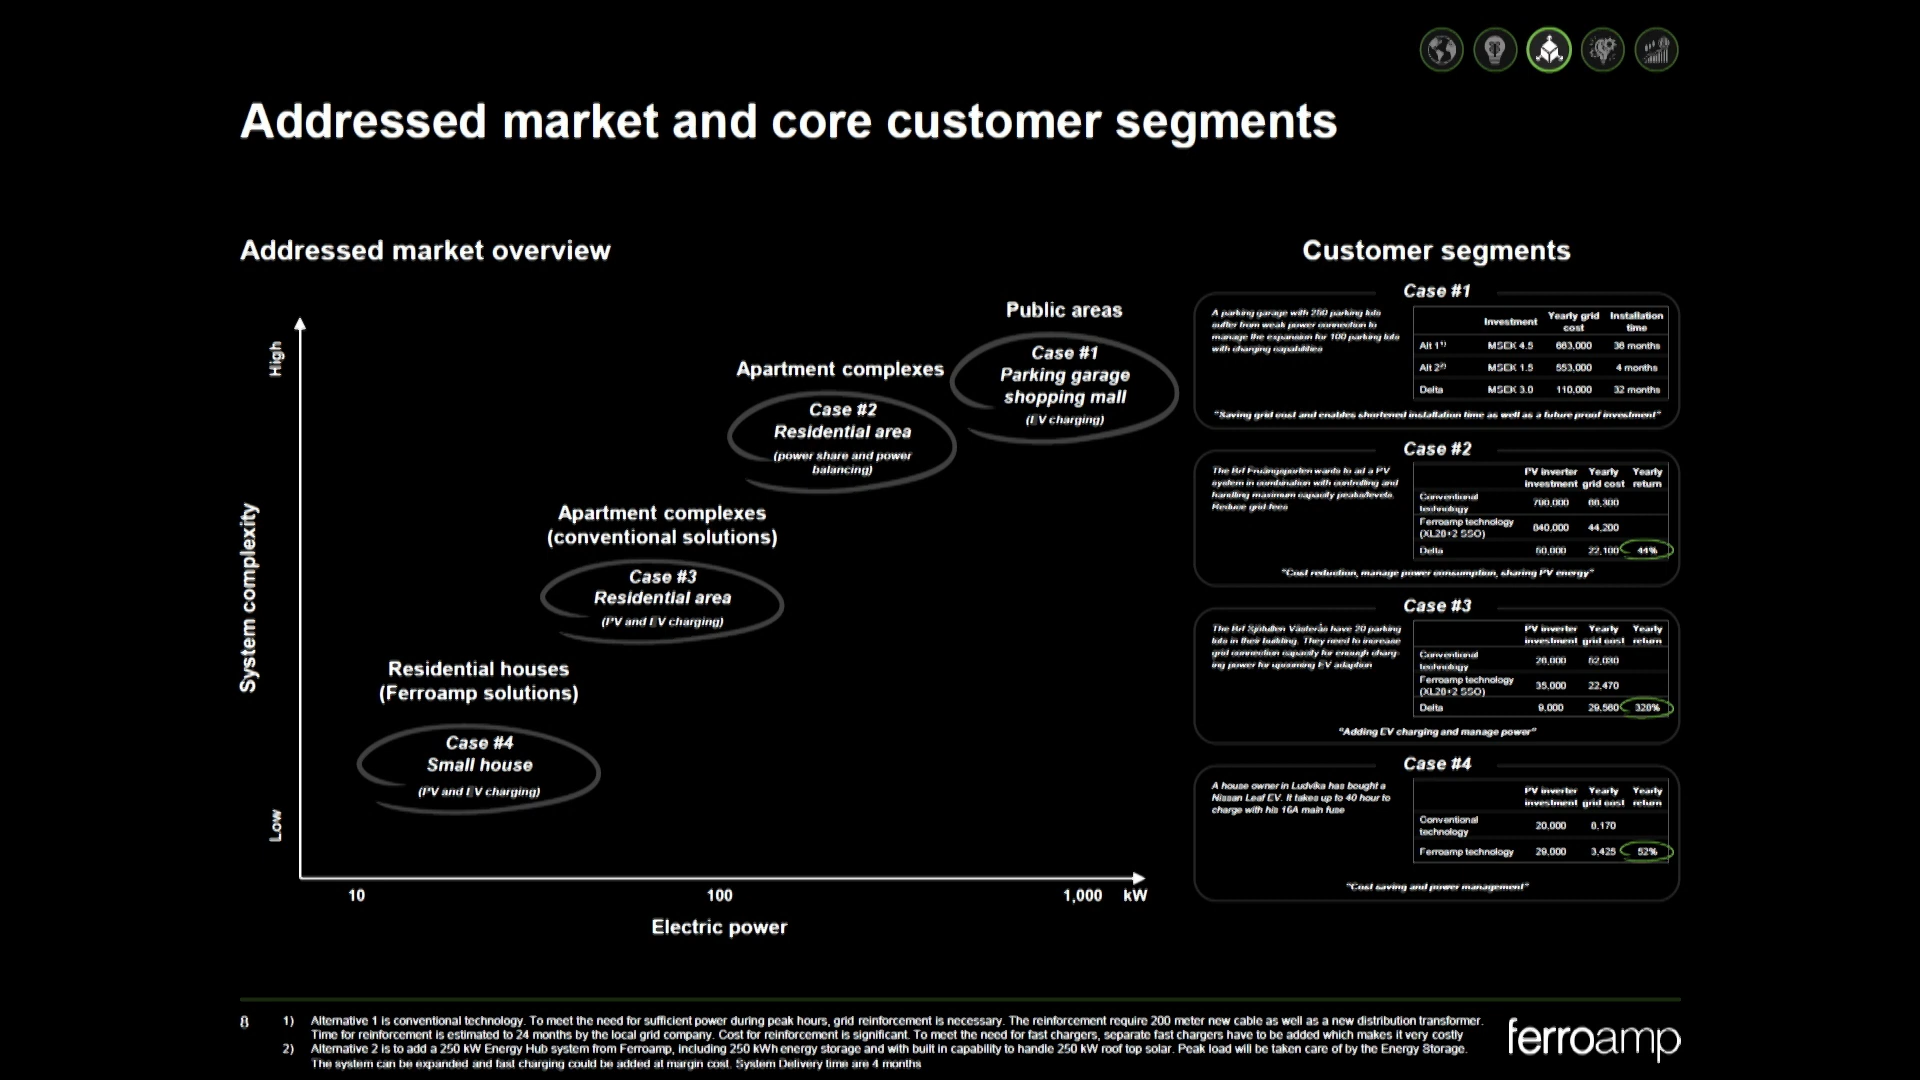 Addressed market and core customer segments
Addressed market overview
Customer segments
High
System complexity
Low
Public areas
Case #1
Parking garage
shopping mall
(EV charging)
Apartment complexes
Case #2
Residential area
(power share and power
balancing)
Apartment complexes
(conventional solutions)
Case #3
Residential area
(PV and EV charging)
Residential houses
(Ferroamp solutions)
Case #4
Small house
(PV and EV charging)
10 100 1,000 kW
Electric power
Case #1
A parking garage with 250 parking lots
suffer from weak power connection to
manage the expansion for 100 parking lots
with charging capabilities
Investment Yearly grid cost Installation time
Alt 1¹⁾ MSEK 4.5 663,000 36 months
Alt 2²⁾ MSEK 1.5 553,000 4 months
Delta MSEK 3.0 110,000 32 months
"Saving grid cost and enables shortened installation time as well as a future proof investment"
Case #2
The Brf Fruängsporten wants to ad a PV
system in combination with controlling and
handling maximum capacity peaks/levels.
Reduce grid fees
PV inverter investment Yearly grid cost Yearly return
Conventional technology 66,300
Ferroamp technology (XL20+2 SSO) 840,000 44,200
Delta 22,100 44%
"Cost reduction, manage power consumption, sharing PV energy"
Case #3
The Brf Sjötullen Västerås have 20 parking
lots in their building. They need to increase
grid connection capacity for enough charg-
ing power for upcoming EV adaption
PV inverter investment Yearly grid cost Yearly return
Conventional technology 26,000 52,030
Ferroamp technology (XL20+2 SSO) 35,000 22,470
Delta 9,000 29,560 320%
"Adding EV charging and manage power"
Case #4
A house owner in Ludvika has bought a
Nissan Leaf EV. It takes up to 40 hour to
charge with his 16A main fuse
PV inverter investment Yearly grid cost Yearly return
Conventional technology 20,000
Ferroamp technology 29,000 3,425 52%
"Cost saving and power management"
8
1) Alternative 1 is conventional technology. To meet the need for sufficient power during peak hours, grid reinforcement is necessary. The reinforcement require 200 meter new cable as well as a new distribution transformer.
Time for reinforcement is estimated to 24 months by the local grid company. Cost for reinforcement is significant. To meet the need for fast chargers, separate fast chargers have to be added which makes it very costly
2) Alternative 2 is to add a 250 kW Energy Hub system from Ferroamp, including 250 kWh energy storage and with built in capability to handle 250 kW roof top solar. Peak load will be taken care of by the Energy Storage.
The system can be expanded and fast charging could be added at margin cost. System Delivery time are 4 months
ferroamp